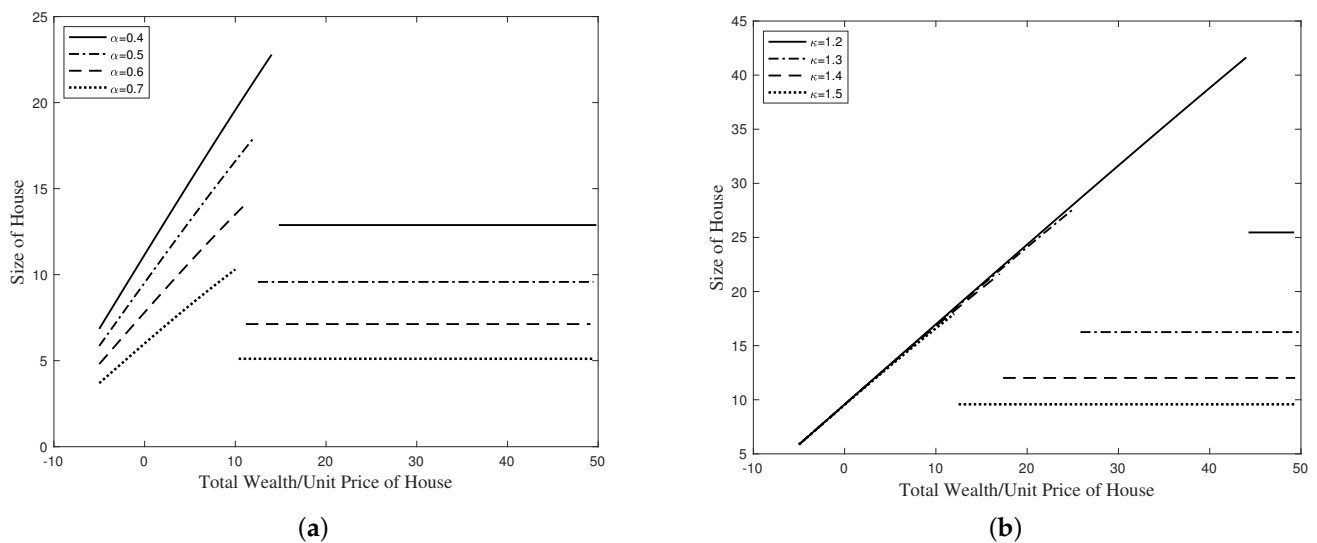 25
20
15
10
5
0
-10 0 10 20 30 40 50
Size of House
Total Wealth/Unit Price of House
α=0.4
α=0.5
α=0.6
α=0.7
(a)
45
40
35
30
25
20
15
10
5
-10 0 10 20 30 40 50
Size of House
Total Wealth/Unit Price of House
κ=1.2
κ=1.3
κ=1.4
κ=1.5
(b)